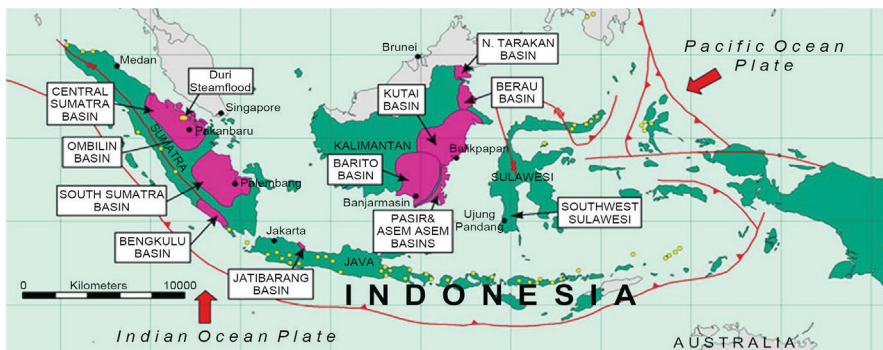 Brunei
N. TARAKAN
BASIN
Pacific Ocean
Plate
Medan
Duri
Steamflood
CENTRAL
SUMATRA
BASIN
KUTAI
BASIN
BERAU
BASIN
Singapore
Pakanbaru
OMBILIN
BASIN
SUMATRA
KALIMANTAN
Balikpapan
BARITO
BASIN
SULAWESI
SOUTH SUMATRA
BASIN
Palembang
Banjarmasin
PASIR&
ASEM ASEM
BASINS
Ujung
Pandang
SOUTHWEST
SULAWESI
BENGKULU
BASIN
Jakarta
JAVA
JATIBARANG
BASIN
Kilometers
0
10000
INDONESIA
Indian Ocean Plate
AUSTRALIA